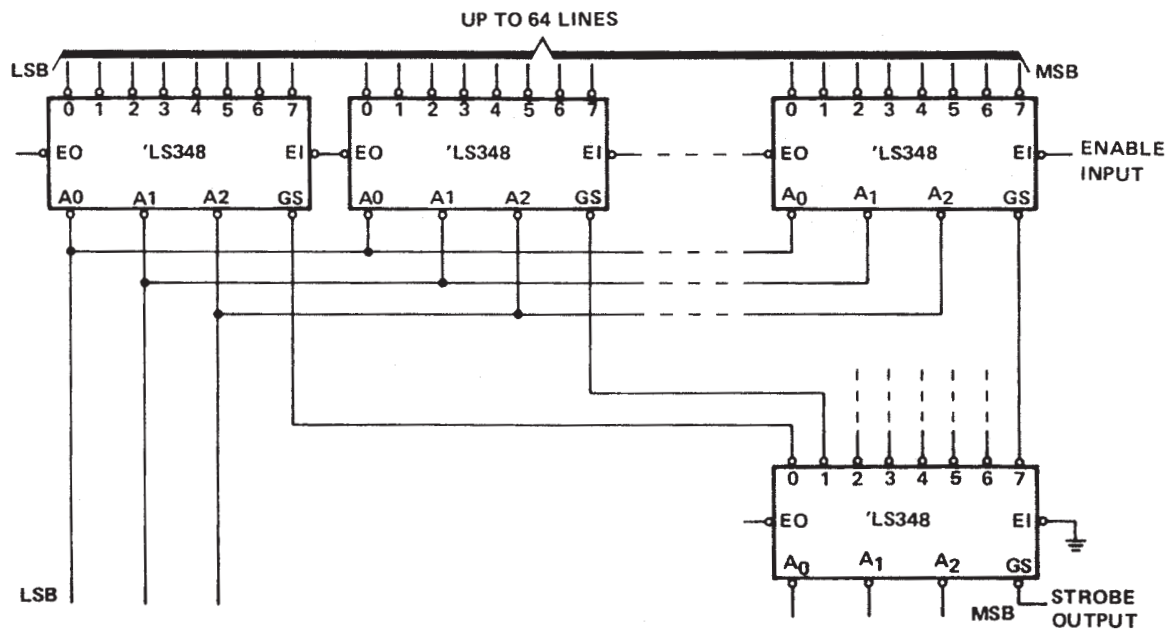 UP TO 64 LINES
LSB
MSB
0 1 2 3 4 5 6 7
0 1 2 3 4 5 6 7
0 1 2 3 4 5 6 7
EO 'LS348 EI
EO 'LS348 EI
EO 'LS348 EI
ENABLE
INPUT
A0 A1 A2 GS
A0 A1 A2 GS
A0 A1 A2 GS
0 1 2 3 4 5 6 7
EO 'LS348 EI
A0 A1 A2 GS
LSB
MSB
STROBE
OUTPUT